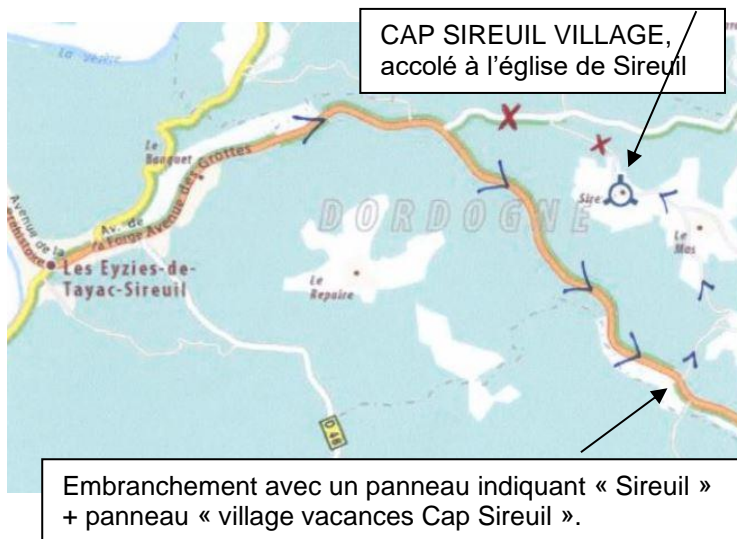 CAP SIREUIL VILLAGE,
accolé à l’église de Sireuil
La Vézère
Le
Banquet
Avenue de la
Préhistoire
Av. de
la Forge
Avenue des Grottes
Les Eyzies-de-
Tayac-Sireuil
DORDOGNE
Sire
Le
Mas
Le
Repaire
D 48
Embranchement avec un panneau indiquant « Sireuil »
+ panneau « village vacances Cap Sireuil ».